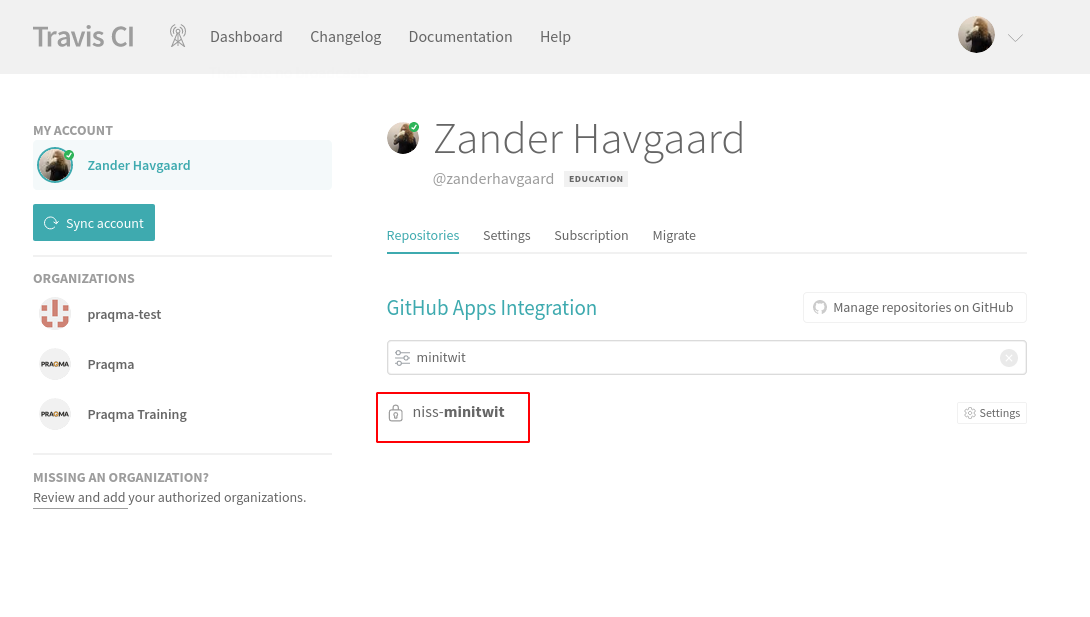 Travis CI
Dashboard
Changelog
Documentation
Help
MY ACCOUNT
Zander Havgaard
Sync account
ORGANIZATIONS
praqma-test
PRAQMA
Praqma
PRAQMA
Praqma Training
MISSING AN ORGANIZATION?
Review and add your authorized organizations.
Zander Havgaard
@zanderhavgaard
EDUCATION
Repositories
Settings
Subscription
Migrate
GitHub Apps Integration
Manage repositories on GitHub
minitwit
niss-minitwit
Settings